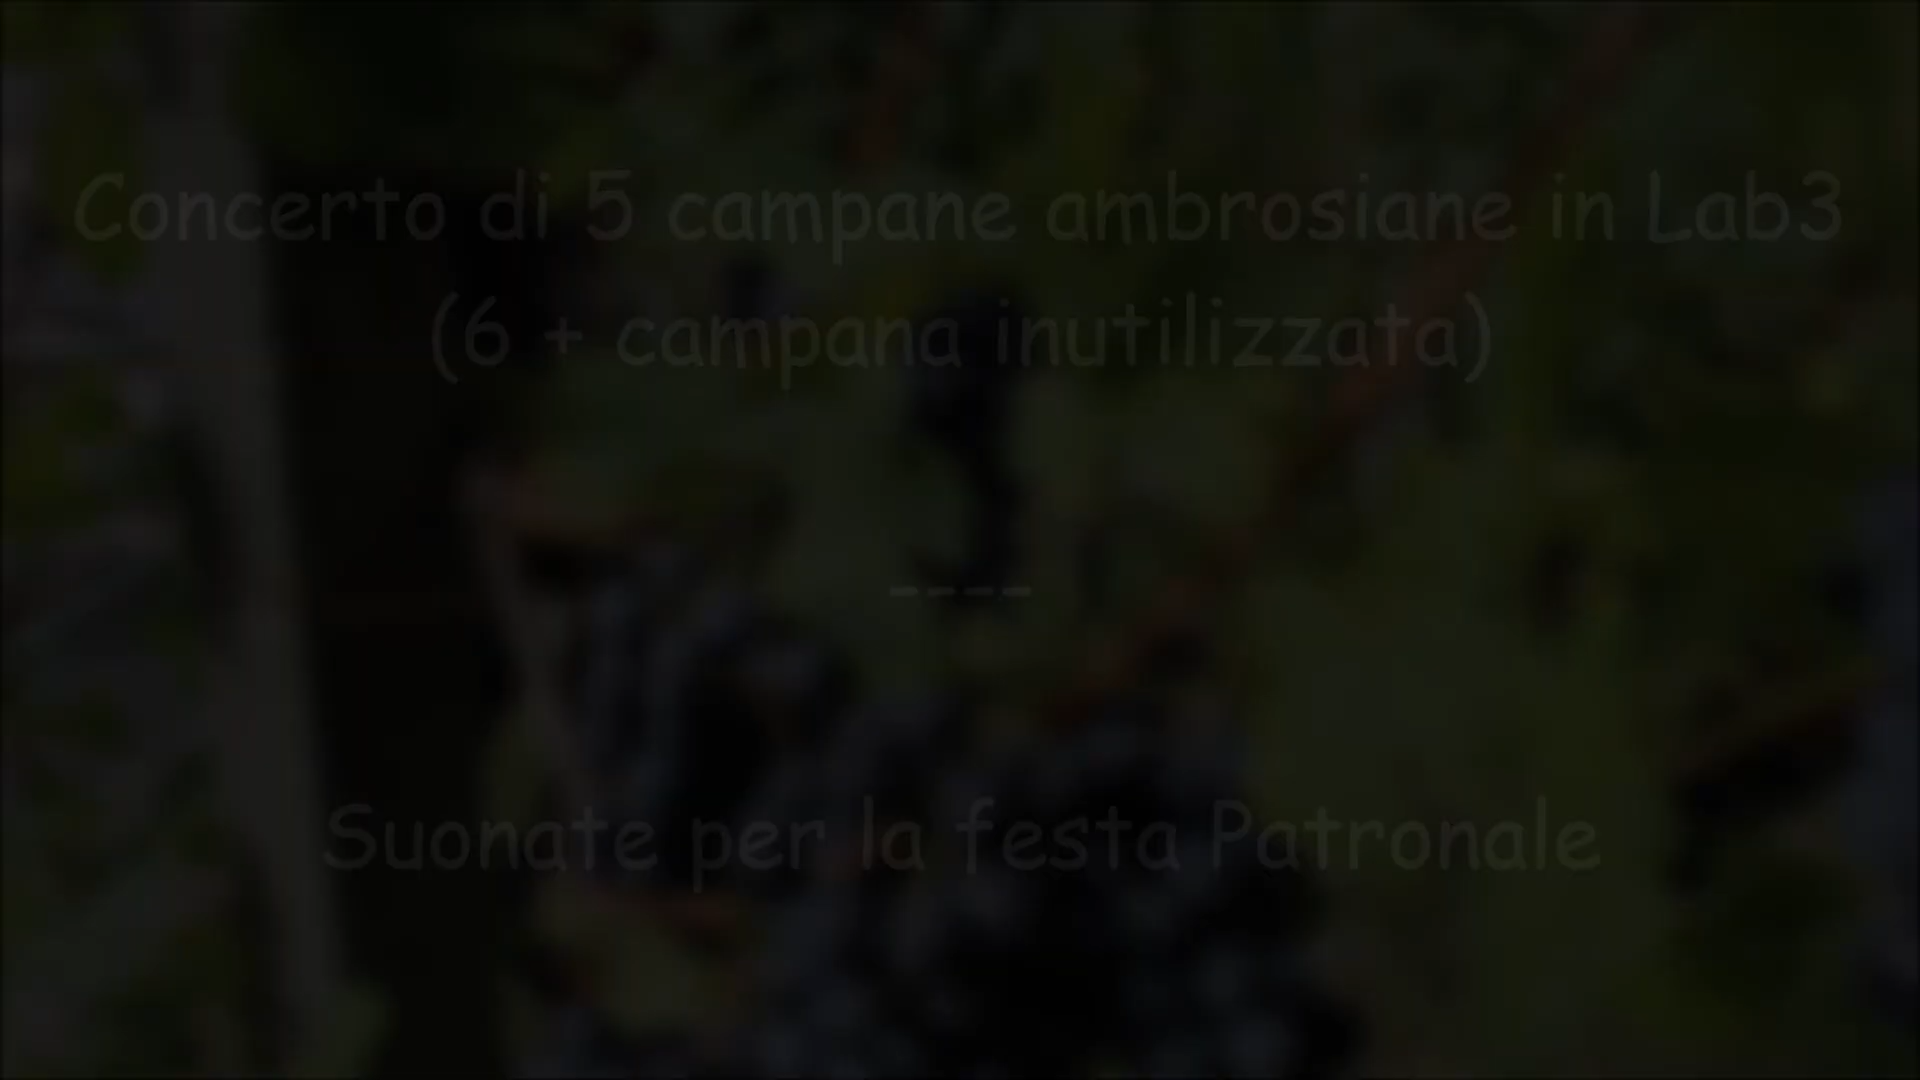 Concerto di 5 campane ambrosiane in Lab3
(6 + campana inutilizzata)
----
Suonate per la festa Patronale